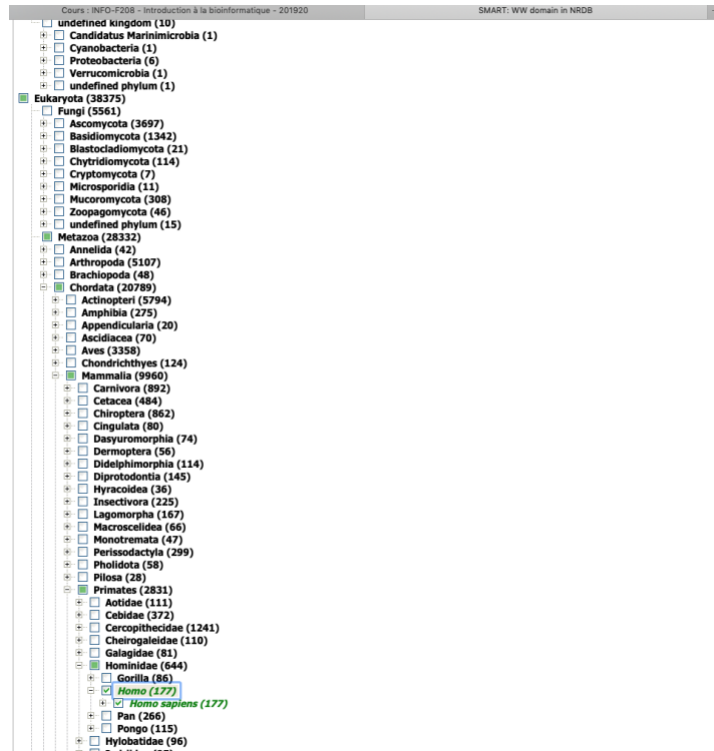 Cours : INFO-F208 - Introduction à la bioinformatique - 201920
SMART: WW domain in NRDB
undefined kingdom (10)
Candidatus Marinimicrobia (1)
Cyanobacteria (1)
Proteobacteria (6)
Verrucomicrobia (1)
undefined phylum (1)
Eukaryota (38375)
Fungi (5561)
Ascomycota (3697)
Basidiomycota (1342)
Blastocladiomycota (21)
Chytridiomycota (114)
Cryptomycota (7)
Microsporidia (11)
Mucoromycota (308)
Zoopagomycota (46)
undefined phylum (15)
Metazoa (28332)
Annelida (42)
Arthropoda (5107)
Brachiopoda (48)
Chordata (20789)
Actinopteri (5794)
Amphibia (275)
Appendicularia (20)
Ascidiacea (70)
Aves (3358)
Chondrichthyes (124)
Mammalia (9960)
Carnivora (892)
Cetacea (484)
Chiroptera (862)
Cingulata (80)
Dasyuromorphia (74)
Dermoptera (56)
Didelphimorphia (114)
Diprotodontia (145)
Hyracoidea (36)
Insectivora (225)
Lagomorpha (167)
Macroscelidea (66)
Monotremata (47)
Perissodactyla (299)
Pholidota (58)
Pilosa (28)
Primates (2831)
Aotidae (111)
Cebidae (372)
Cercopithecidae (1241)
Cheirogaleidae (110)
Galagidae (81)
Hominidae (644)
Gorilla (86)
Homo (177)
Homo sapiens (177)
Pan (266)
Pongo (115)
Hylobatidae (96)